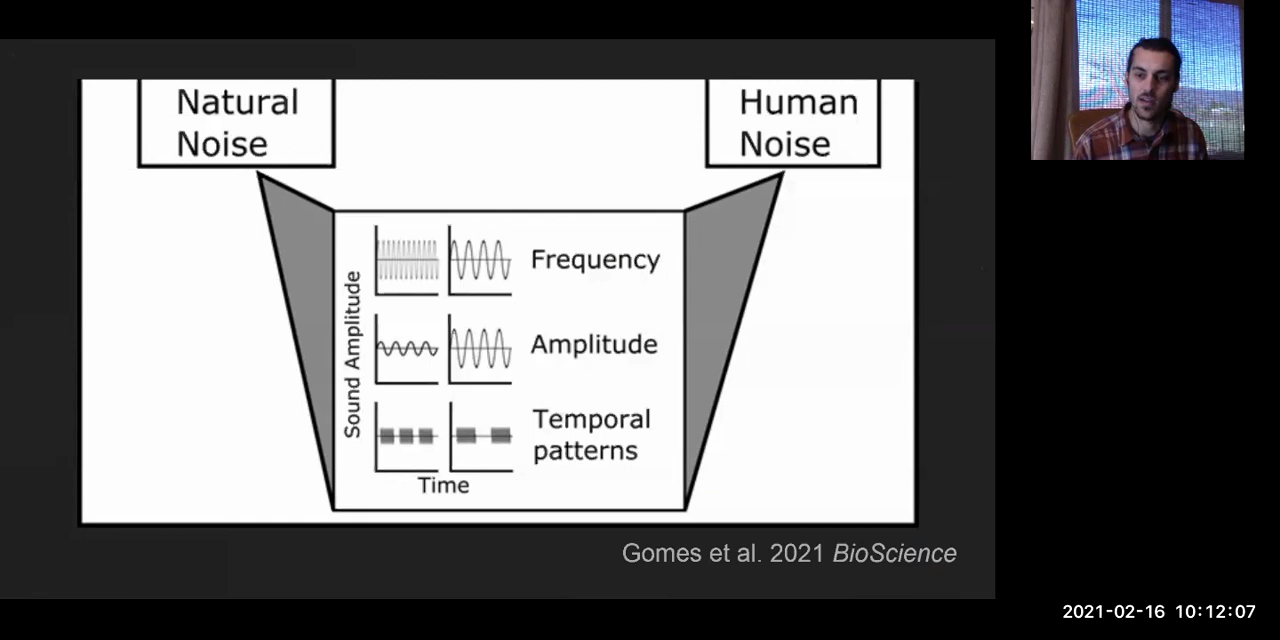 Natural
Noise
Human
Noise
Sound Amplitude
Frequency
Amplitude
Temporal
patterns
Time
Gomes et al. 2021 BioScience
2021-02-16 10:12:07